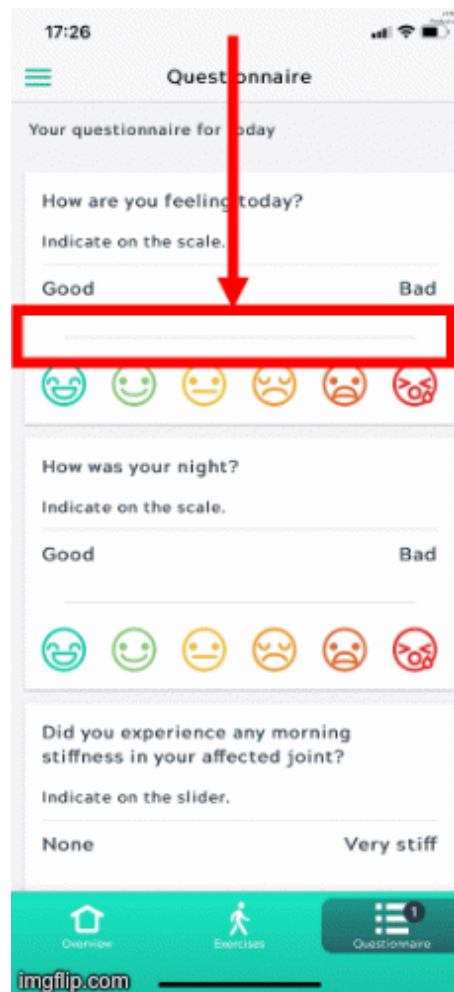 17:26
Questionnaire
Your questionnaire for today
How are you feeling today?
Indicate on the scale.
Good Bad
How was your night?
Indicate on the scale.
Good Bad
Did you experience any morning
stiffness in your affected joint?
Indicate on the slider.
None Very stiff
1
Overview Exercises Questionnaire
imgflip.com